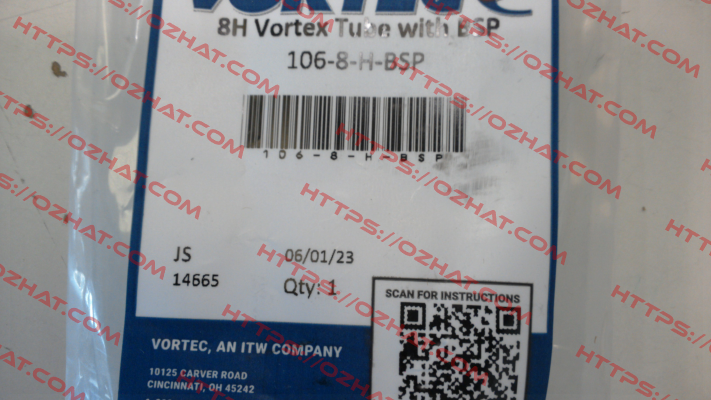 VORTEC
8H Vortex Tube with BSP
106-8-H-BSP
106-8-H-BSP
JS
06/01/23
14665
Qty: 1
SCAN FOR INSTRUCTIONS
VORTEC, AN ITW COMPANY
10125 CARVER ROAD
CINCINNATI, OH 45242
HTTPS://OZHAT.COM